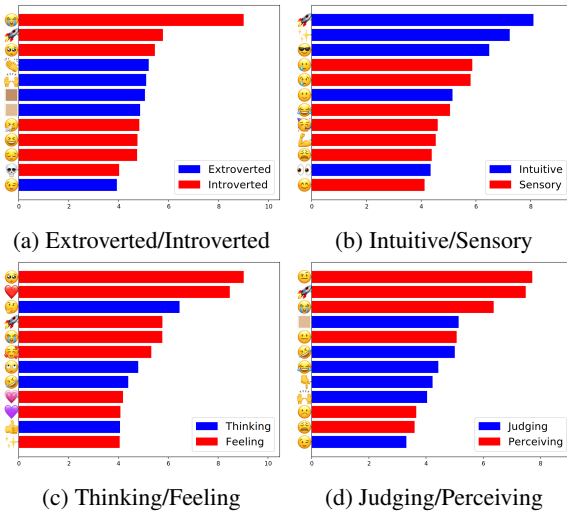 Extroverted
Introverted
0 2 4 6 8 10
(a) Extroverted/Introverted
Intuitive
Sensory
0 2 4 6 8
(b) Intuitive/Sensory
Thinking
Feeling
0 2 4 6 8 10
(c) Thinking/Feeling
Judging
Perceiving
0 2 4 6 8
(d) Judging/Perceiving